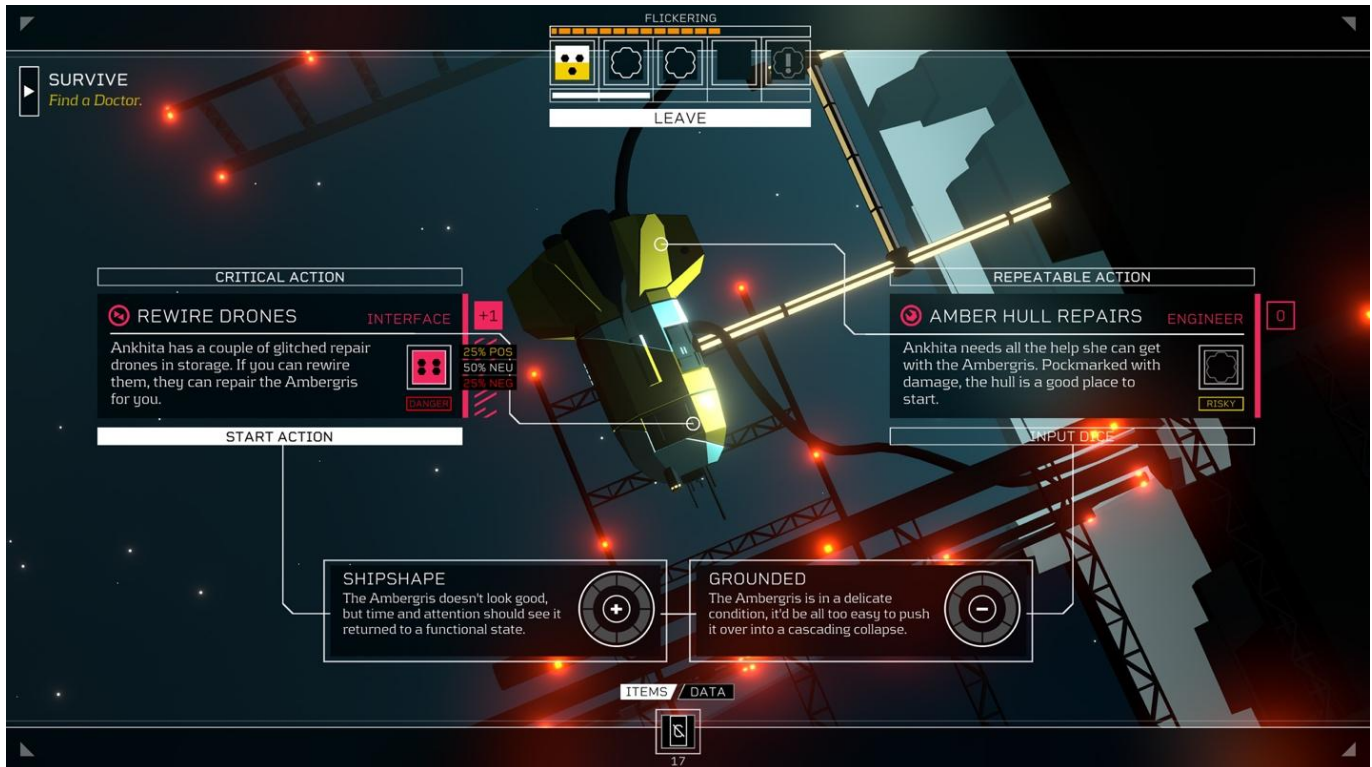 FLICKERING
SURVIVE
Find a Doctor.
LEAVE
CRITICAL ACTION
REWIRE DRONES
INTERFACE
+1
Ankhita has a couple of glitched repair
drones in storage. If you can rewire
them, they can repair the Ambergris
for you.
25% POS
50% NEU
25% NEG
DANGER
START ACTION
REPEATABLE ACTION
AMBER HULL REPAIRS
ENGINEER
0
Ankhita needs all the help she can get
with the Ambergris. Pockmarked with
damage, the hull is a good place to
start.
RISKY
INPUT DICE
SHIPSHAPE
The Ambergris doesn't look good,
but time and attention should see it
returned to a functional state.
GROUNDED
The Ambergris is in a delicate
condition, it'd be all too easy to push
it over into a cascading collapse.
ITEMS / DATA
17